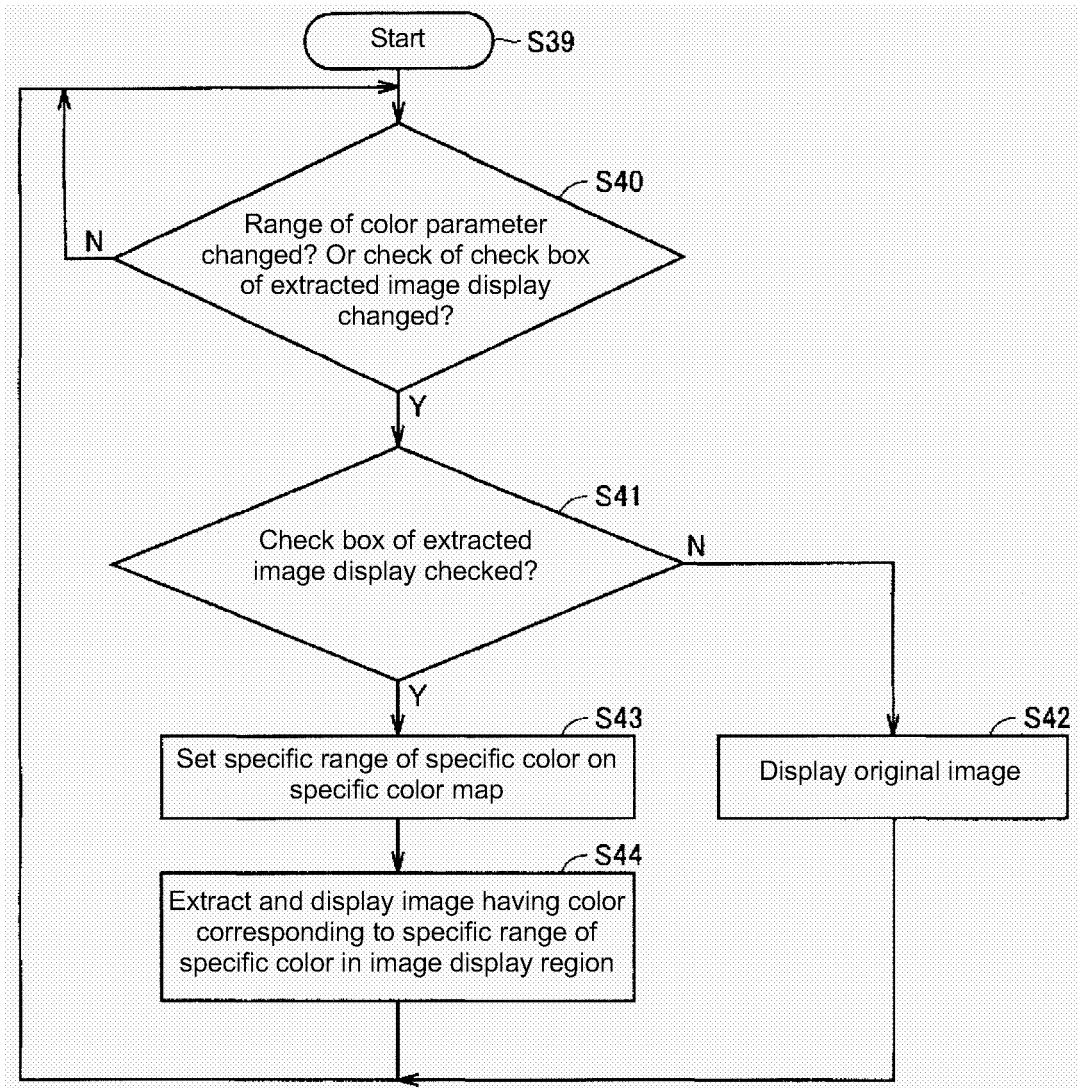 Start
S39
S40
Range of color parameter
changed? Or check of check box
of extracted image display
changed?
N
Y
S41
Check box of extracted
image display checked?
N
Y
S43
Set specific range of specific color on
specific color map
S42
Display original image
S44
Extract and display image having color
corresponding to specific range of
specific color in image display region